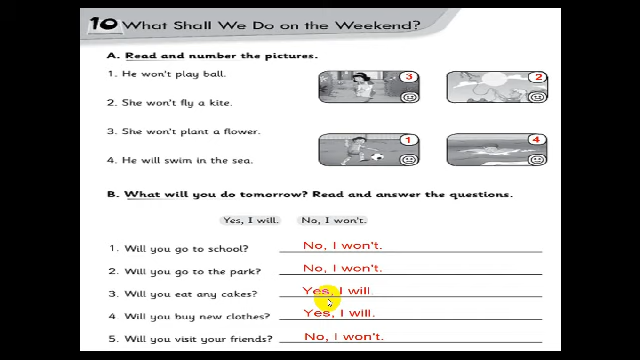 10 What Shall We Do on the Weekend?
A. Read and number the pictures.
1. He won't play ball.
2. She won't fly a kite.
3. She won't plant a flower.
4. He will swim in the sea.
3
2
1
4
B. What will you do tomorrow? Read and answer the questions.
Yes, I will. No, I won't.
1. Will you go to school? No, I won't.
2. Will you go to the park? No, I won't.
3. Will you eat any cakes? Yes, I will.
4. Will you buy new clothes? Yes, I will.
5. Will you visit your friends? No, I won't.